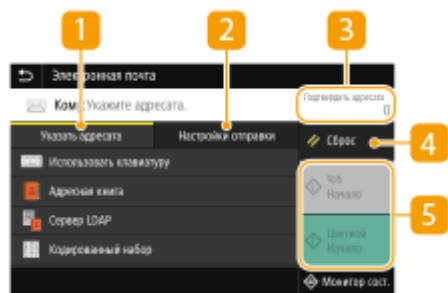 1
2
3
Электронная почта
Ком: Укажите адресата.
Подтвердить адресата
0
Указать адресата
Настройки отправки
Сброс
4
Использовать клавиатуру
Адресная книга
Ч/Б
Начало
5
Сервер LDAP
Цветной
Начало
Кодированный набор
Монитор сост.